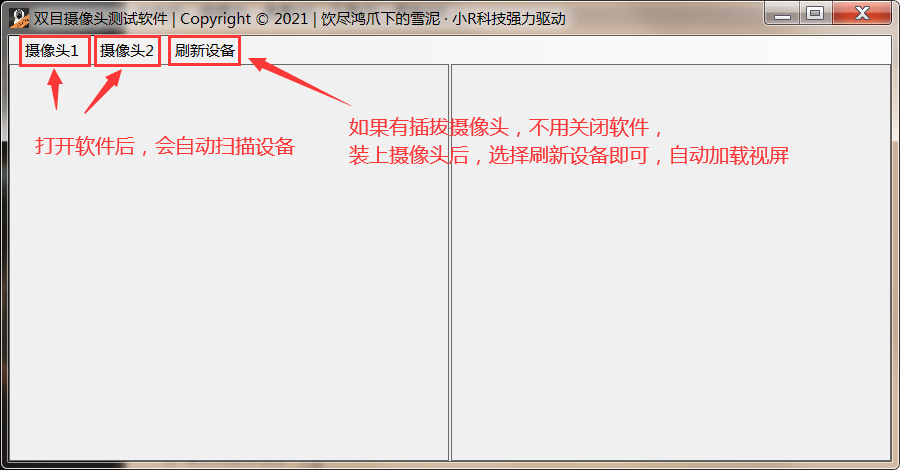 双目摄像头测试软件 | Copyright © 2021 | 饮尽鸿爪下的雪泥 · 小R科技强力驱动
摄像头1 摄像头2 刷新设备
打开软件后，会自动扫描设备
如果有插拔摄像头，不用关闭软件，
装上摄像头后，选择刷新设备即可，自动加载视屏